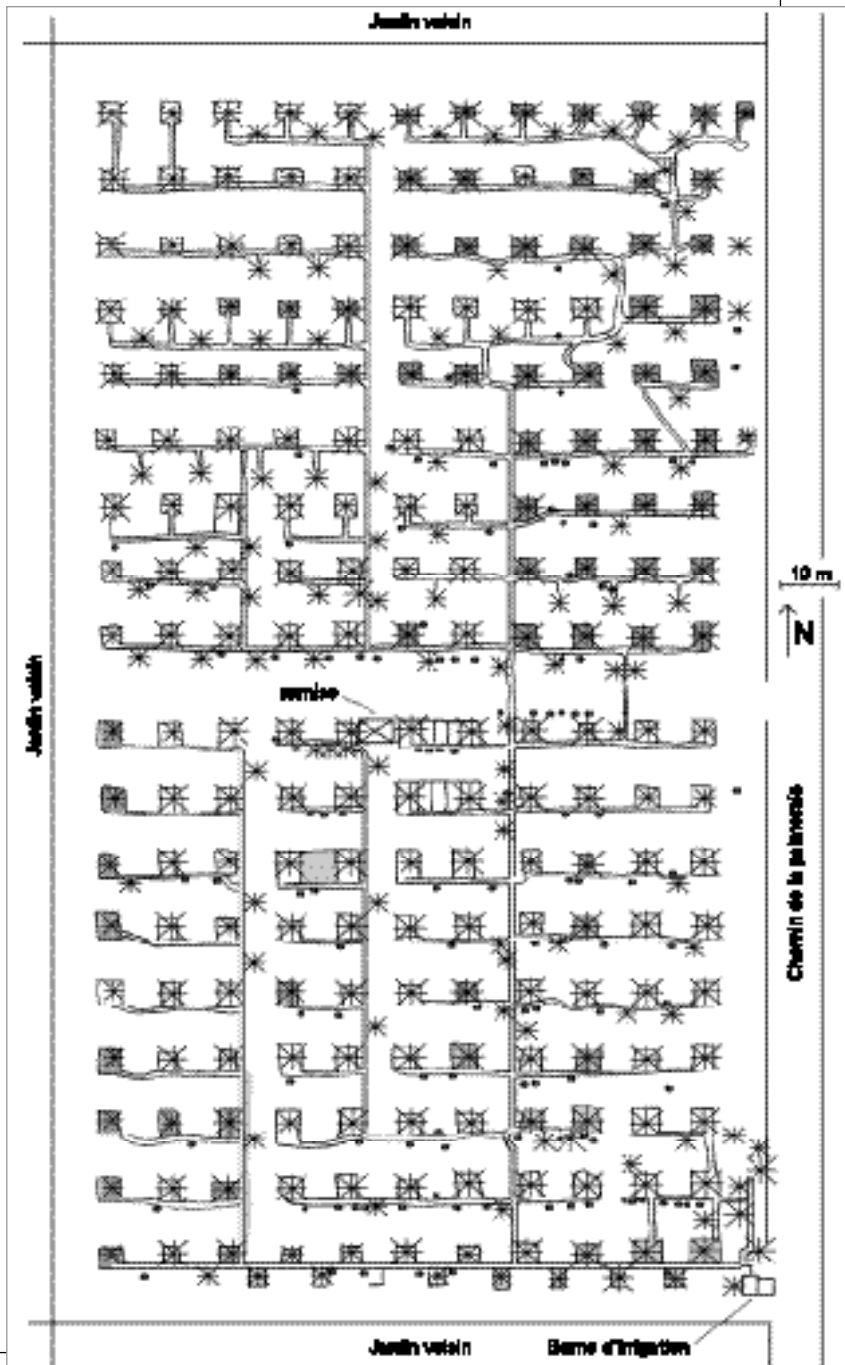 Jardin voisin
10 m
N
Jardin voisin
remise
Chemin de la palmeraie
Jardin voisin
Borne d'irrigation